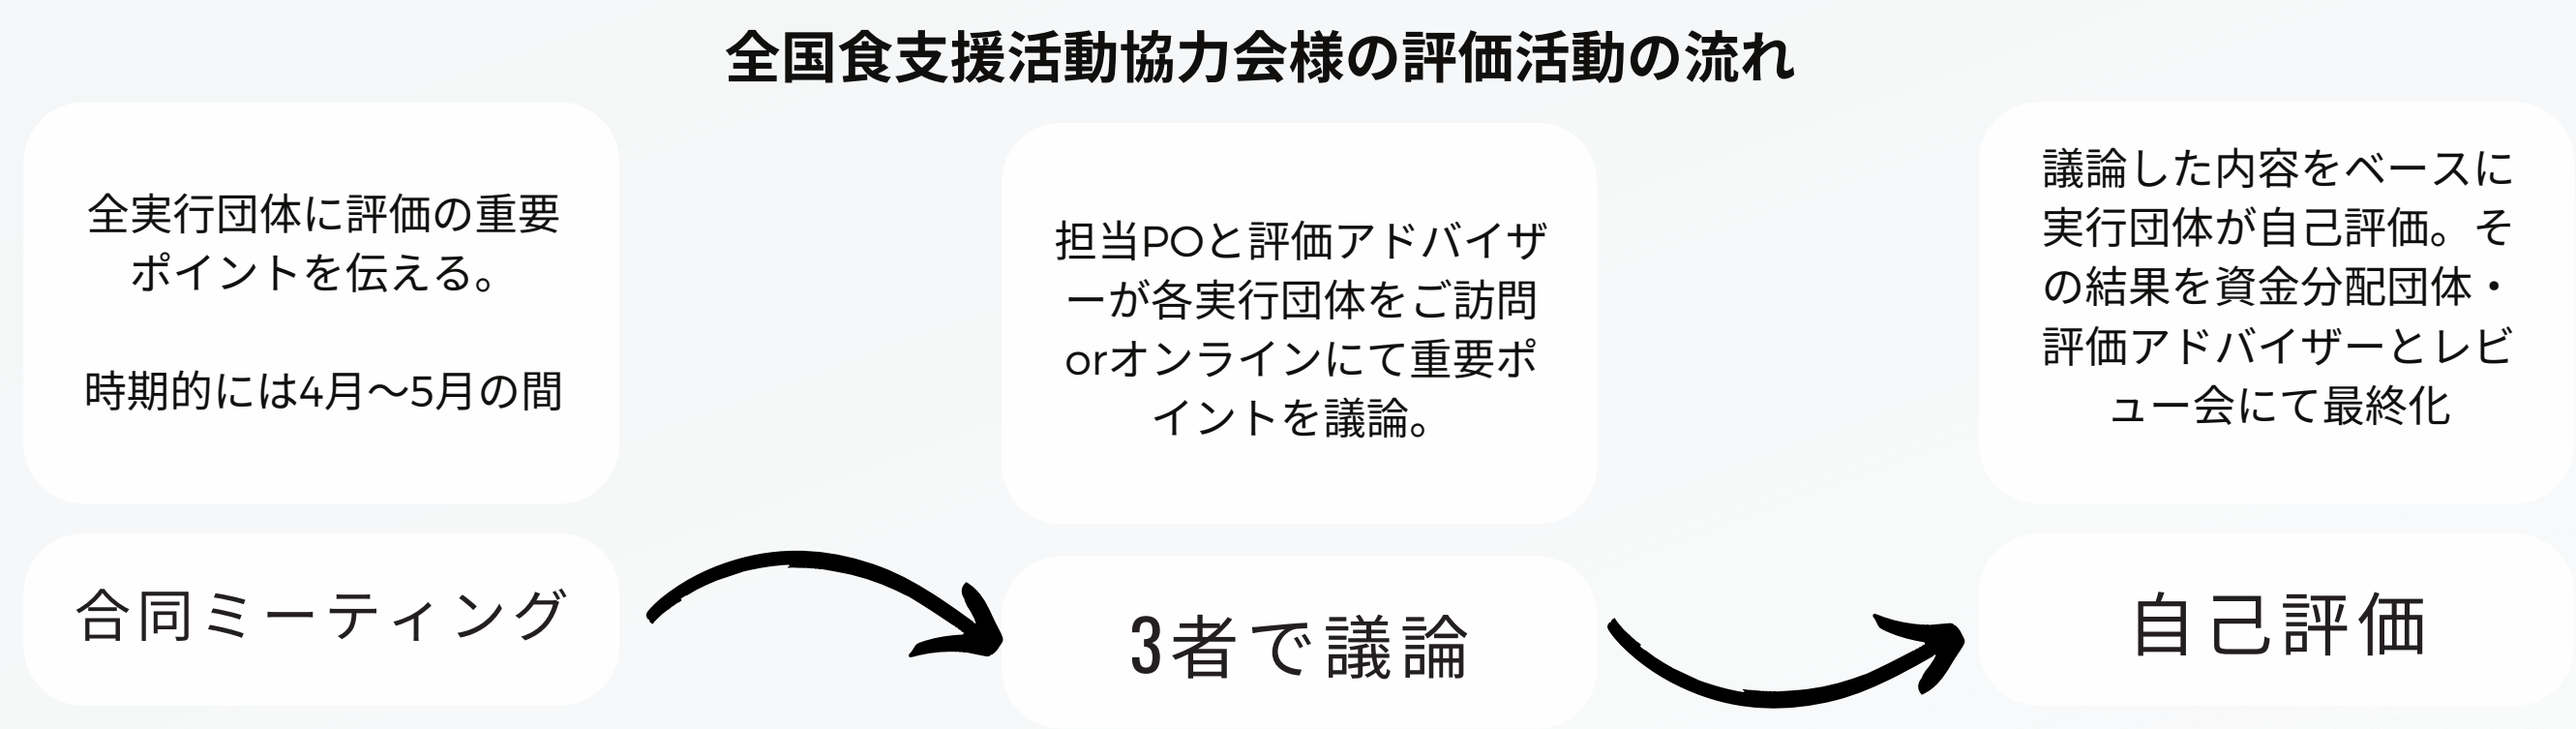 全国食支援活動協力会様の評価活動の流れ
全実行団体に評価の重要
ポイントを伝える。
時期的には4月〜5月の間
合同ミーティング
担当POと評価アドバイザ
ーが各実行団体をご訪問
orオンラインにて重要ポ
イントを議論。
3者で議論
議論した内容をベースに
実行団体が自己評価。そ
の結果を資金分配団体・
評価アドバイザーとレビ
ュー会にて最終化
自己評価